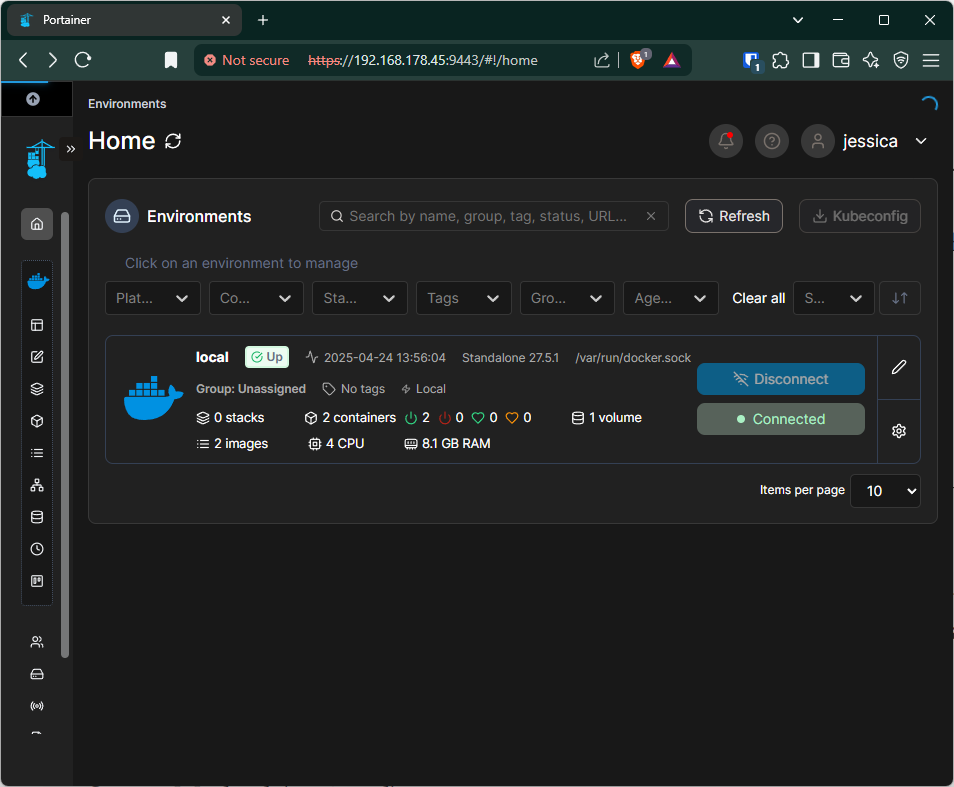 Portainer
Not secure https://192.168.178.45:9443/#!/home 1 1
Environments
Home jessica
Environments Search by name, group, tag, status, URL... Refresh Kubeconfig
Click on an environment to manage
Plat... Co... Sta... Tags Gro... Age... Clear all S...
local Up 2025-04-24 13:56:04 Standalone 27.5.1 /var/run/docker.sock
Disconnect
Group: Unassigned No tags Local
0 stacks 2 containers 2 0 0 0 1 volume
Connected
2 images 4 CPU 8.1 GB RAM
Items per page 10